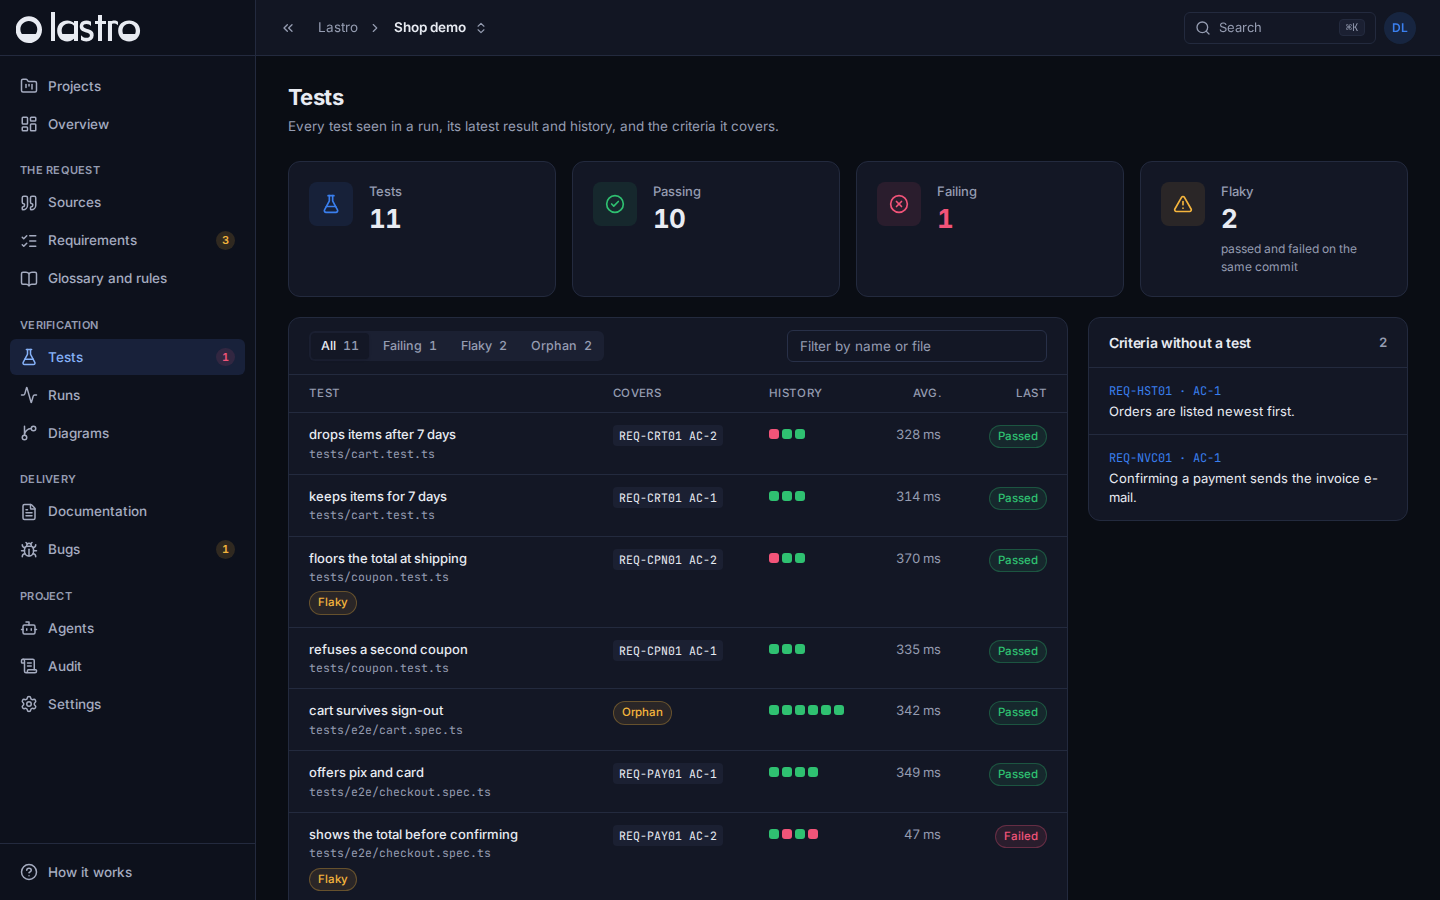 lastro
Lastro
Shop demo
Search
⌘K
DL
Projects
Overview
THE REQUEST
Sources
Requirements
3
Glossary and rules
VERIFICATION
Tests
1
Runs
Diagrams
DELIVERY
Documentation
Bugs
1
PROJECT
Agents
Audit
Settings
How it works
Tests
Every test seen in a run, its latest result and history, and the criteria it covers.
Tests
11
Passing
10
Failing
1
Flaky
2
passed and failed on the
same commit
All 11 Failing 1 Flaky 2 Orphan 2
Filter by name or file
TEST COVERS HISTORY AVG. LAST
drops items after 7 days REQ-CRT01 AC-2 328 ms Passed
tests/cart.test.ts
keeps items for 7 days REQ-CRT01 AC-1 314 ms Passed
tests/cart.test.ts
floors the total at shipping REQ-CPN01 AC-2 370 ms Passed
tests/coupon.test.ts
Flaky
refuses a second coupon REQ-CPN01 AC-1 335 ms Passed
tests/coupon.test.ts
cart survives sign-out Orphan 342 ms Passed
tests/e2e/cart.spec.ts
offers pix and card REQ-PAY01 AC-1 349 ms Passed
tests/e2e/checkout.spec.ts
shows the total before confirming REQ-PAY01 AC-2 47 ms Failed
tests/e2e/checkout.spec.ts
Flaky
Criteria without a test 2
REQ-HST01 · AC-1
Orders are listed newest first.
REQ-NVC01 · AC-1
Confirming a payment sends the invoice e-
mail.